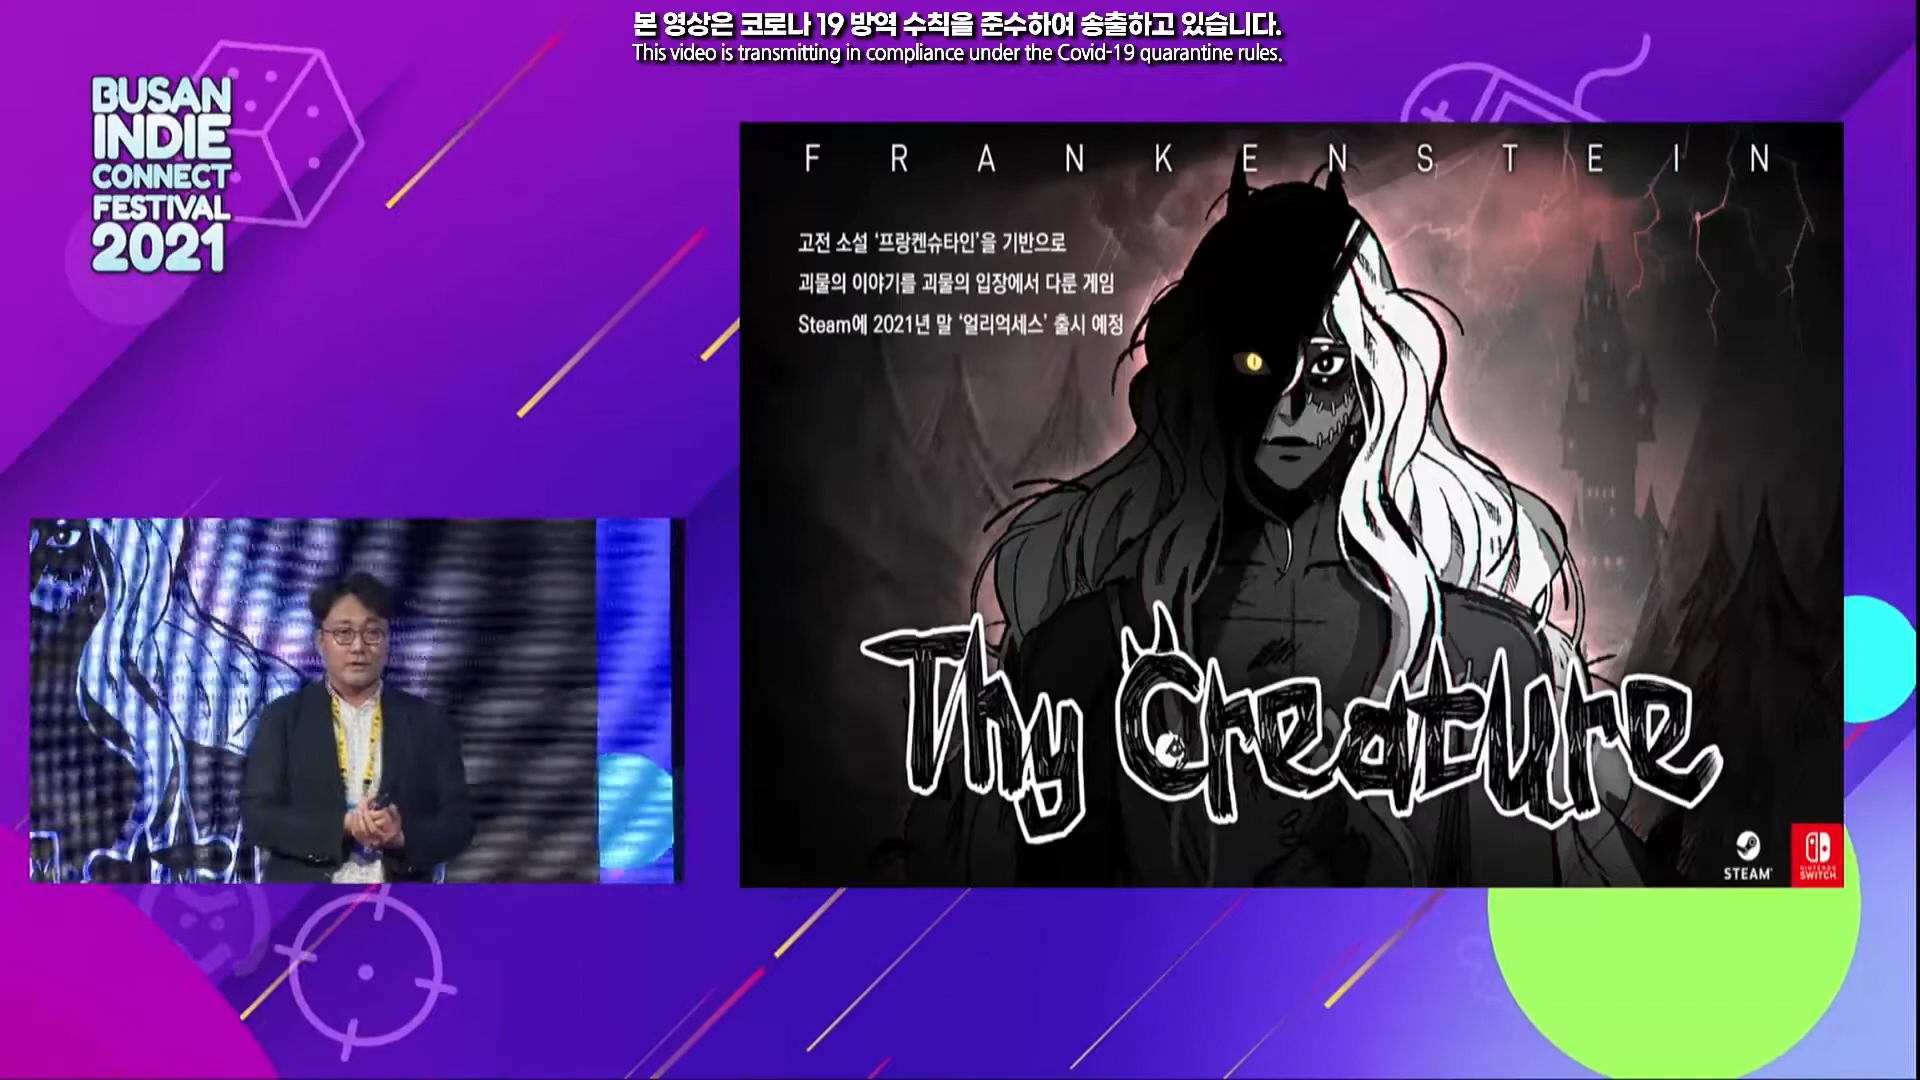 본 영상은 코로나 19 방역 수칙을 준수하여 송출하고 있습니다.
This video is transmitting in compliance under the Covid-19 quarantine rules.
BUSAN
INDIE
CONNECT
FESTIVAL
2021
FRANKENSTEIN
고전 소설 ‘프랑켄슈타인’을 기반으로
괴물의 이야기를 괴물의 입장에서 다룬 게임
Steam에 2021년 말 ‘얼리억세스’ 출시 예정
Thy Creature
STEAM
NINTENDO
SWITCH